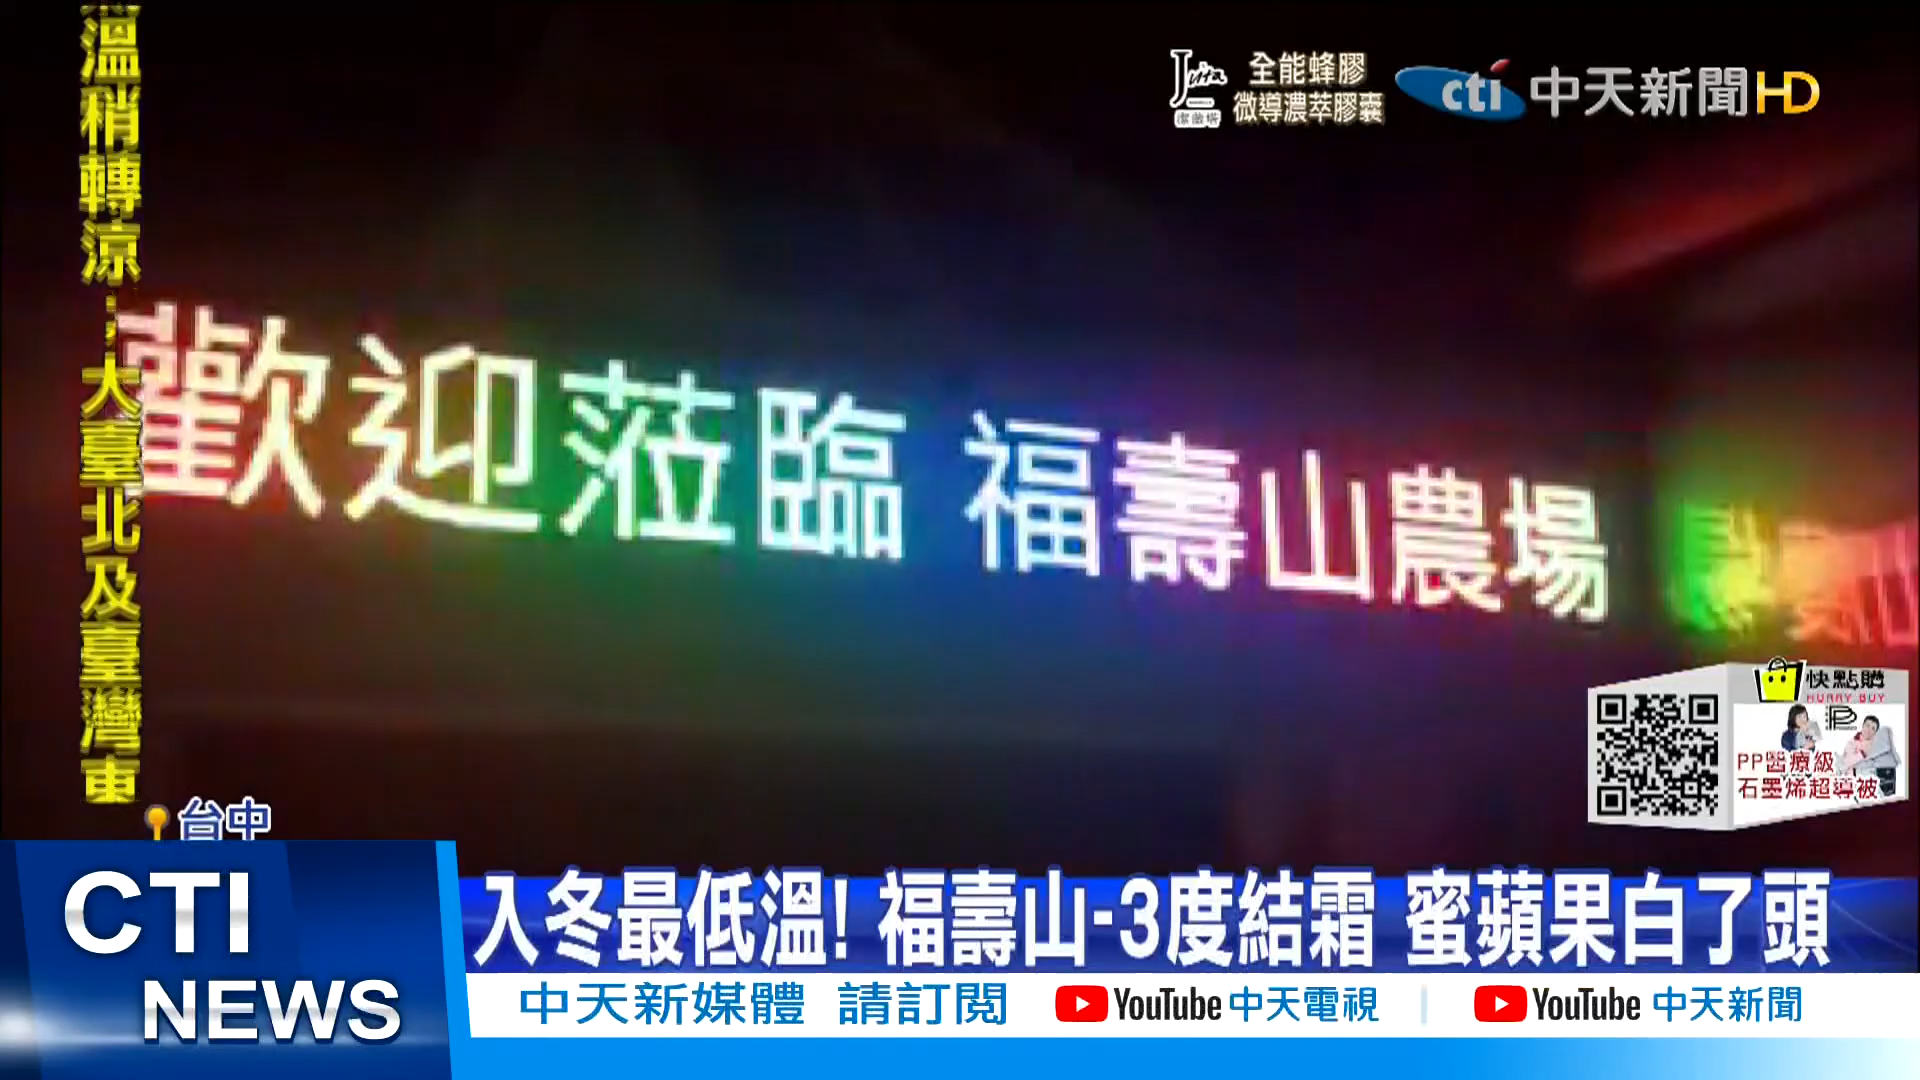 溫稍轉涼;大臺北及臺灣東
Jvita
潔薇塔
全能蜂膠
微導濃萃膠囊
cti 中天新聞HD
歡迎蒞臨 福壽山農場
快點購
HURRY BUY
PP醫療級
石墨烯超導被
台中
CTI
NEWS
入冬最低溫! 福壽山-3度結霜 蜜蘋果白了頭
中天新媒體 請訂閱 YouTube 中天電視 | YouTube 中天新聞